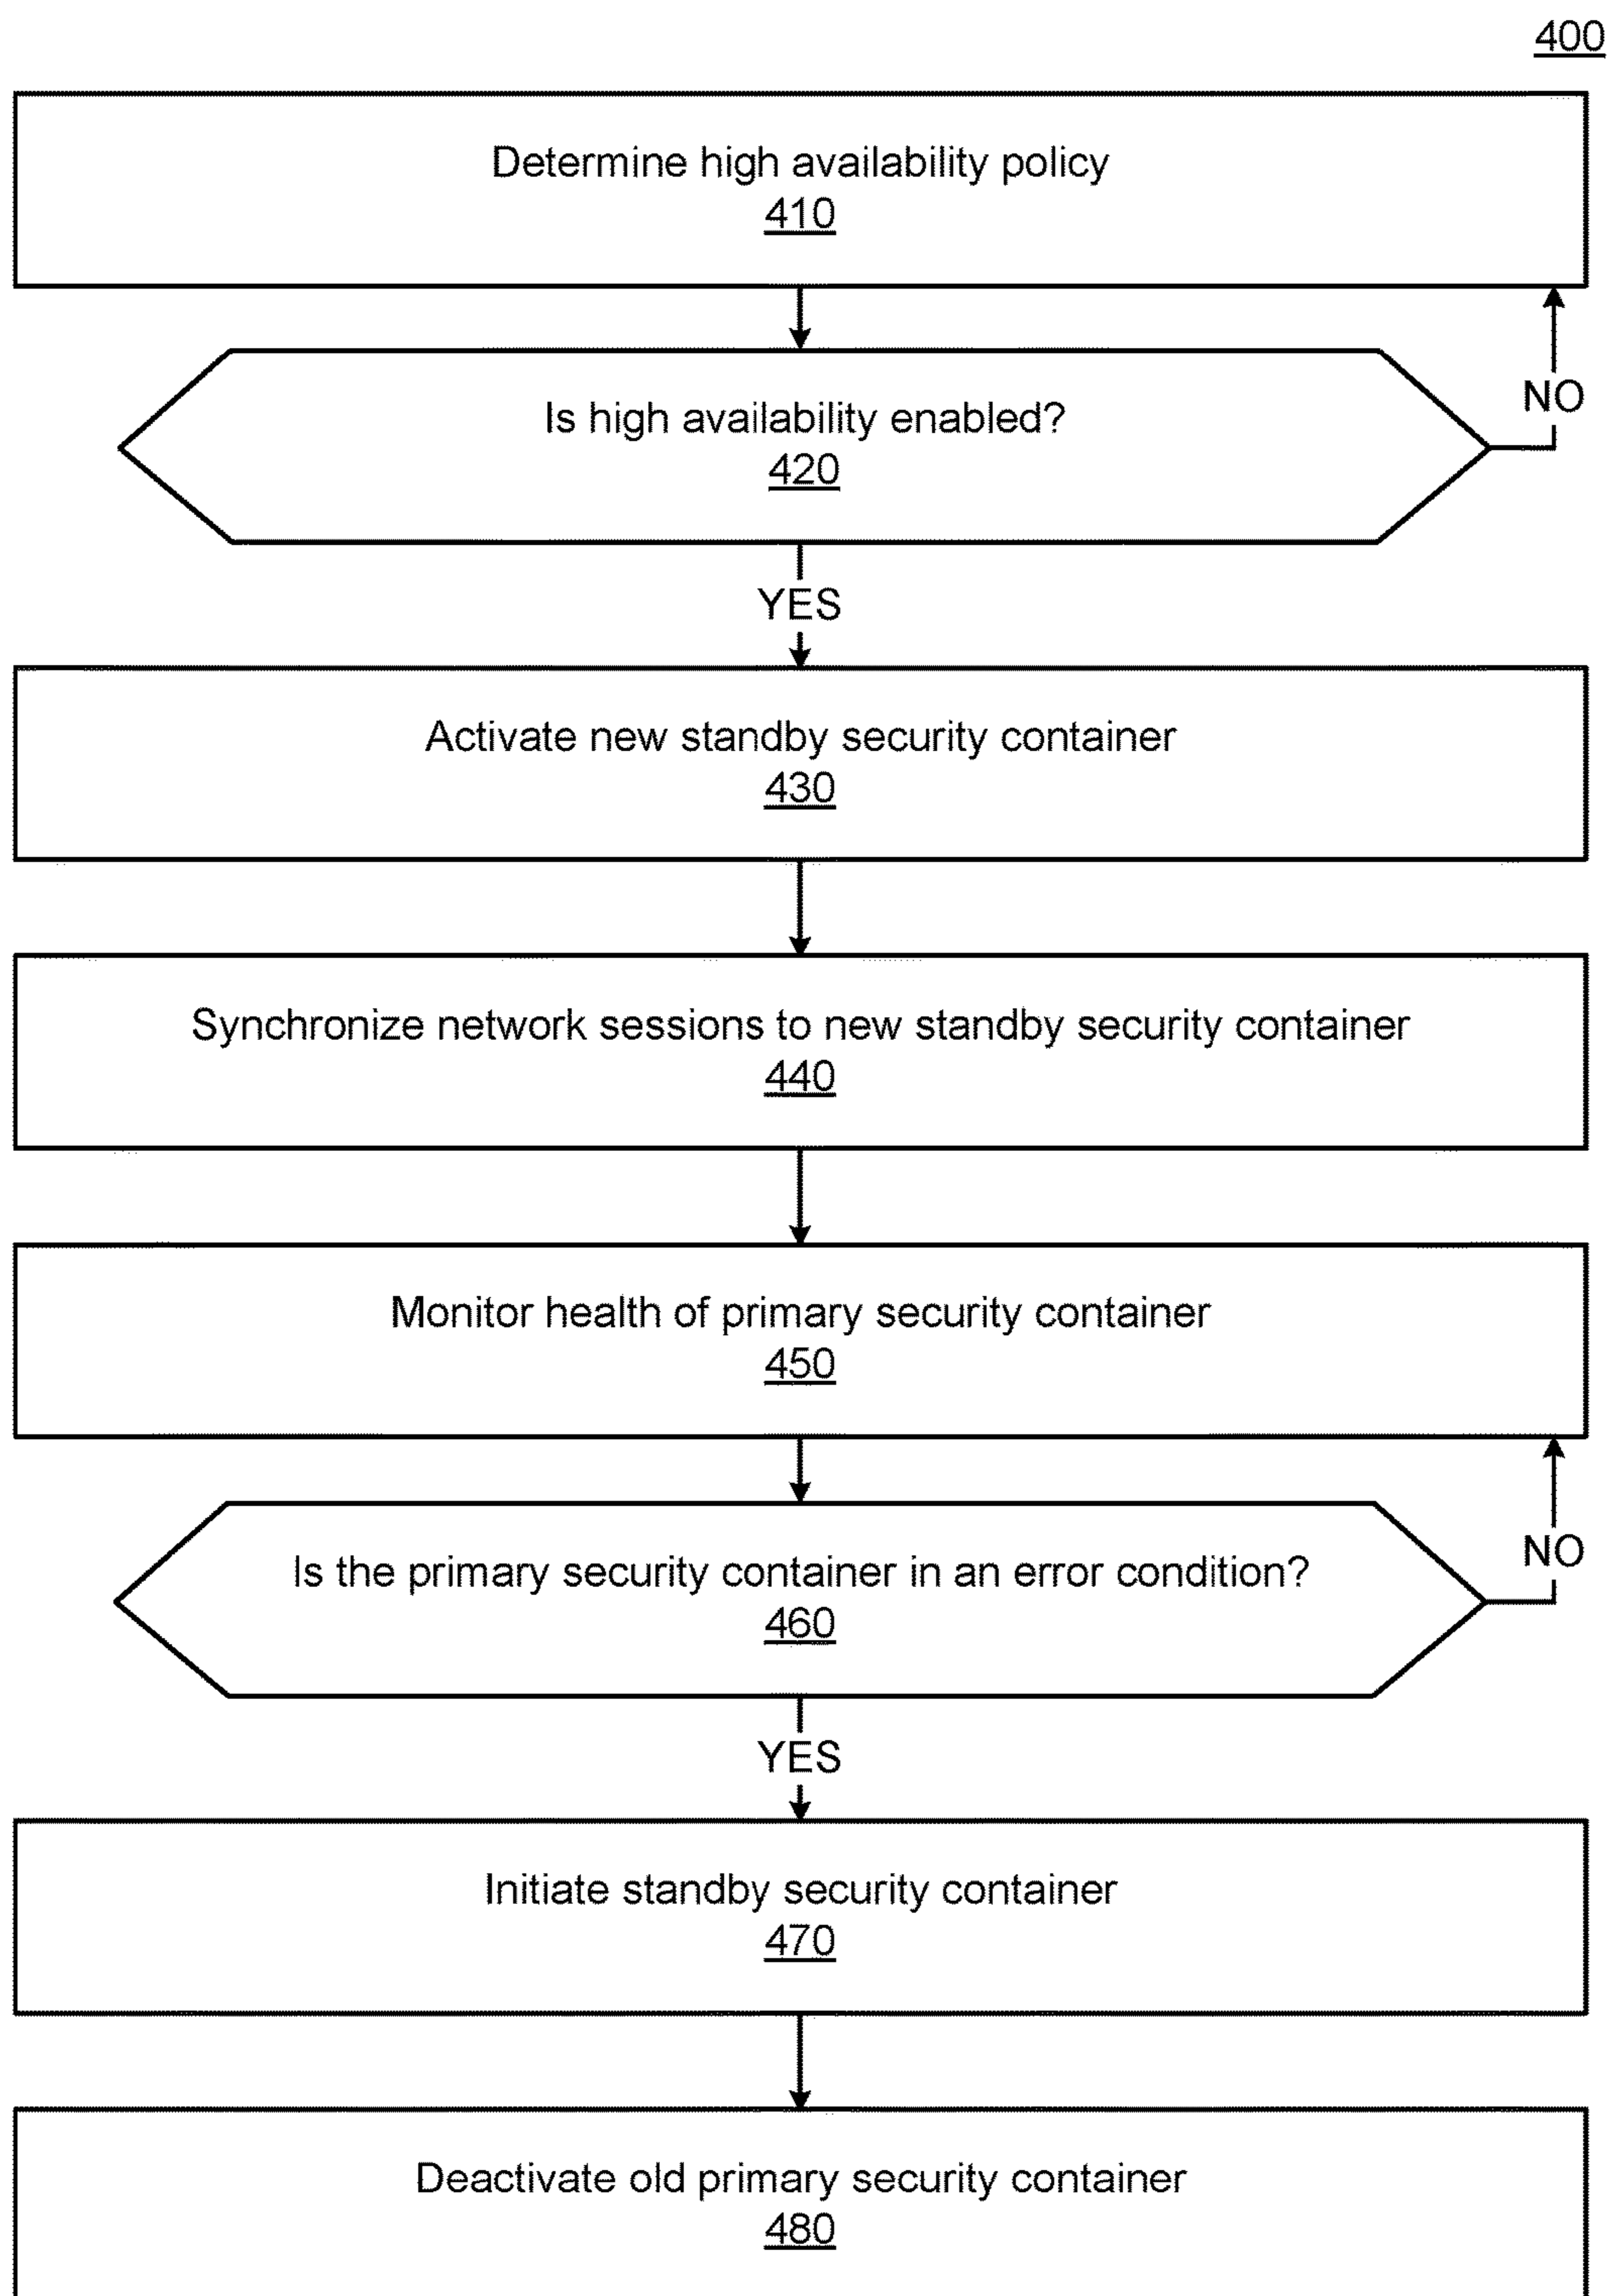 400
Determine high availability policy
410
Is high availability enabled?
420
NO
YES
Activate new standby security container
430
Synchronize network sessions to new standby security container
440
Monitor health of primary security container
450
Is the primary security container in an error condition?
460
NO
YES
Initiate standby security container
470
Deactivate old primary security container
480